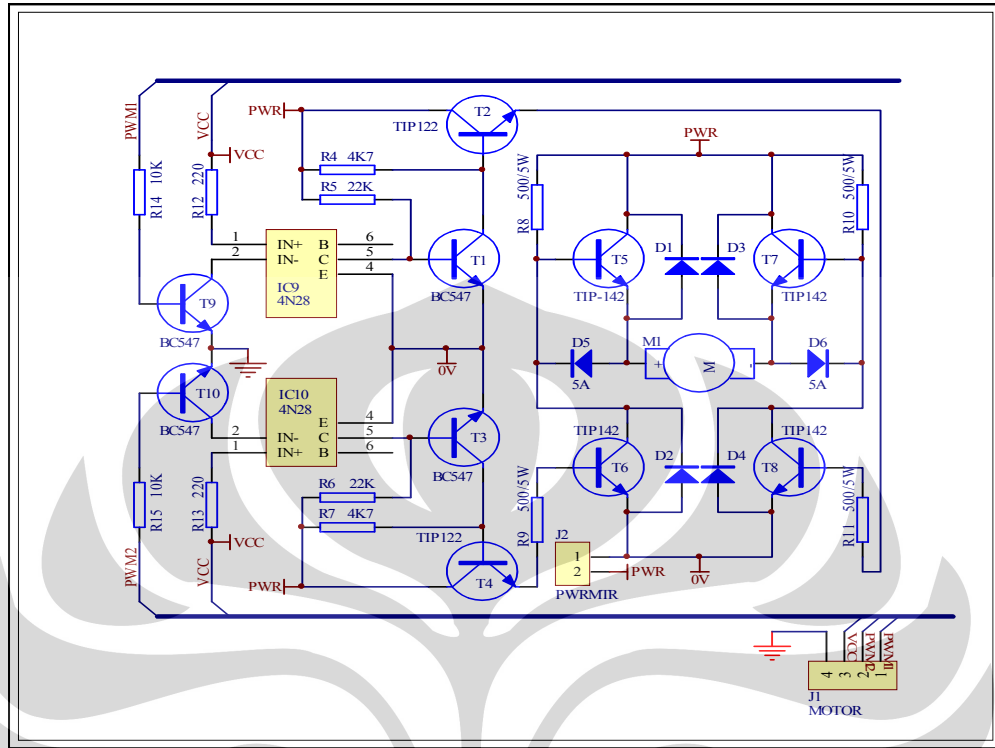 PWM1
VCC
VCC
R14 10K
R12 220
PWR
T2
TIP122
R4 4K7
R5 22K
1
2
IN+
IN-
B
C
E
6
5
4
IC9
4N28
T1
BC547
T9
BC547
PWR
R8 500/5W
R10 500/5W
T5
TIP-142
D1
D3
T7
TIP142
0V
D5
5A
M1
+
M
-
D6
5A
T10
BC547
IC10
4N28
2
1
IN-
IN+
E
C
B
4
5
6
T3
BC547
R15 10K
R13 220
R6 22K
R7 4K7
TIP122
T4
PWR
VCC
VCC
PWM2
TIP142
T6
D2
D4
TIP142
T8
R9 500/5W
R11 500/5W
J2
1
2
PWR
PWRMTR
0V
VCC
PWM2
PWM1
4
3
2
1
J1
MOTOR